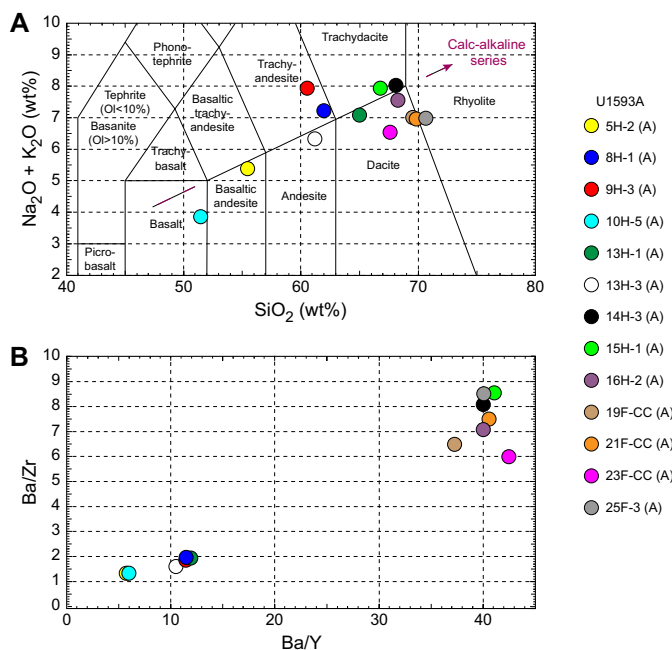 A
Na2O + K2O (wt%)
10
9
8
7
6
5
4
3
2
40
50
60
70
80
SiO2 (wt%)
Phono-
tephrite
Tephrite
(Ol<10%)
Basanite
(Ol>10%)
Trachy-
basalt
Basaltic
trachy-
andesite
Trachy-
andesite
Trachydacite
Calc-alkaline
series
Rhyolite
Dacite
Andesite
Basaltic
andesite
Basalt
Picro-
basalt
U1593A
5H-2 (A)
8H-1 (A)
9H-3 (A)
10H-5 (A)
13H-1 (A)
13H-3 (A)
14H-3 (A)
15H-1 (A)
16H-2 (A)
19F-CC (A)
21F-CC (A)
23F-CC (A)
25F-3 (A)
B
Ba/Zr
10
9
8
7
6
5
4
3
2
1
0
0
10
20
30
40
Ba/Y